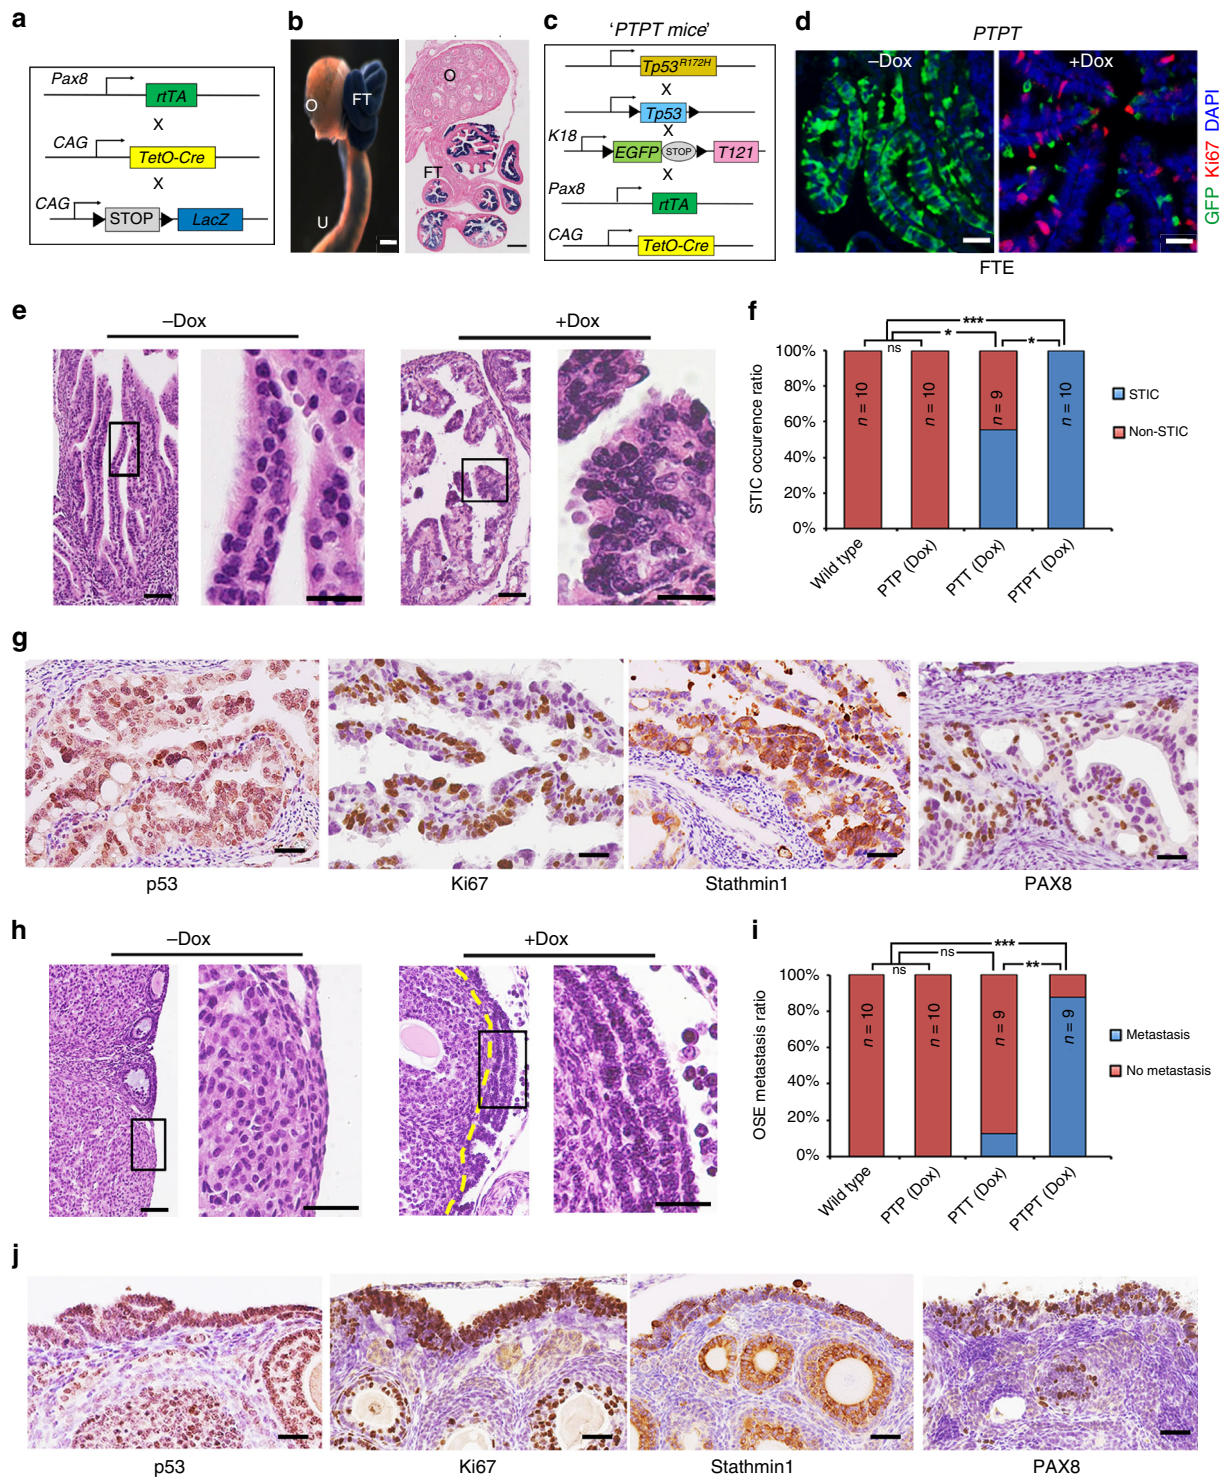 a
Pax8
rtTA
X
CAG
TetO-Cre
X
CAG
STOP
LacZ
b
O
FT
U
O
FT
c
'PTPT mice'
Tp53R172H
X
Tp53
X
K18
EGFP
STOP
T121
X
Pax8
rtTA
CAG
TetO-Cre
d
PTPT
–Dox
+Dox
GFP Ki67 DAPI
FTE
e
–Dox
+Dox
f
***
*
*
ns
100%
80%
60%
40%
20%
0%
STIC occurence ratio
n = 10
n = 10
n = 9
n = 10
Wild type
PTP (Dox)
PTT (Dox)
PTPT (Dox)
STIC
Non-STIC
g
p53
Ki67
Stathmin1
PAX8
h
–Dox
+Dox
i
***
ns
**
ns
100%
80%
60%
40%
20%
0%
OSE metastasis ratio
n = 10
n = 10
n = 9
n = 9
Wild type
PTP (Dox)
PTT (Dox)
PTPT (Dox)
Metastasis
No metastasis
j
p53
Ki67
Stathmin1
PAX8